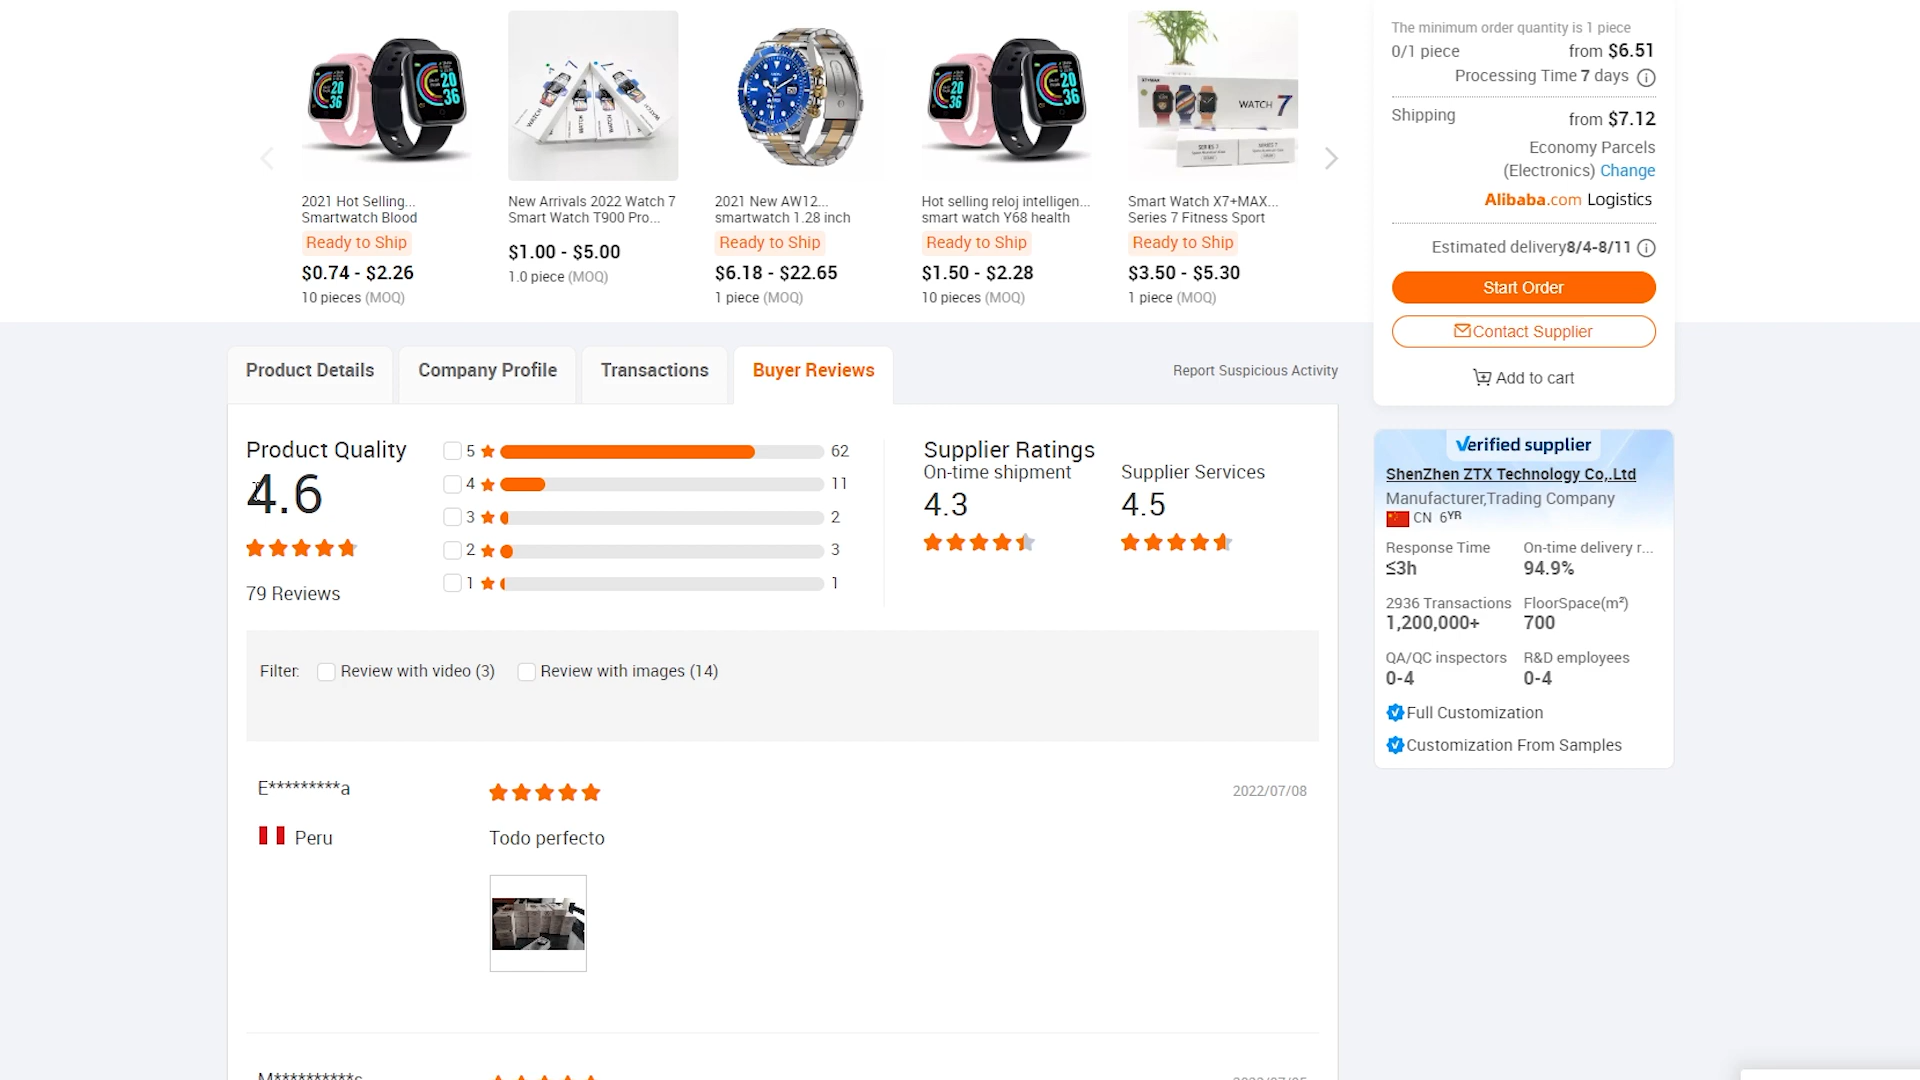 2021 Hot Selling...
Smartwatch Blood
Ready to Ship
$0.74 - $2.26
10 pieces (MOQ)
New Arrivals 2022 Watch 7
Smart Watch T900 Pro...
$1.00 - $5.00
1.0 piece (MOQ)
2021 New AW12...
smartwatch 1.28 inch
Ready to Ship
$6.18 - $22.65
1 piece (MOQ)
Hot selling reloj intelligen...
smart watch Y68 health
Ready to Ship
$1.50 - $2.28
10 pieces (MOQ)
WATCH 7
Smart Watch X7+MAX...
Series 7 Fitness Sport
Ready to Ship
$3.50 - $5.30
1 piece (MOQ)
The minimum order quantity is 1 piece
0/1 piece from $6.51
Processing Time 7 days
Shipping from $7.12
Economy Parcels
(Electronics) Change
Alibaba.com Logistics
Estimated delivery8/4-8/11
Start Order
Contact Supplier
Add to cart
Product Details Company Profile Transactions Buyer Reviews Report Suspicious Activity
Product Quality
4.6
79 Reviews
5 62
4 11
3 2
2 3
1 1
Supplier Ratings
On-time shipment
4.3
Supplier Services
4.5
Verified supplier
ShenZhen ZTX Technology Co,.Ltd
Manufacturer,Trading Company
CN 6YR
Response Time On-time delivery r...
≤3h 94.9%
2936 Transactions FloorSpace(m²)
1,200,000+ 700
QA/QC inspectors R&D employees
0-4 0-4
Full Customization
Customization From Samples
Filter: Review with video (3) Review with images (14)
E*********a 2022/07/08
Peru Todo perfecto